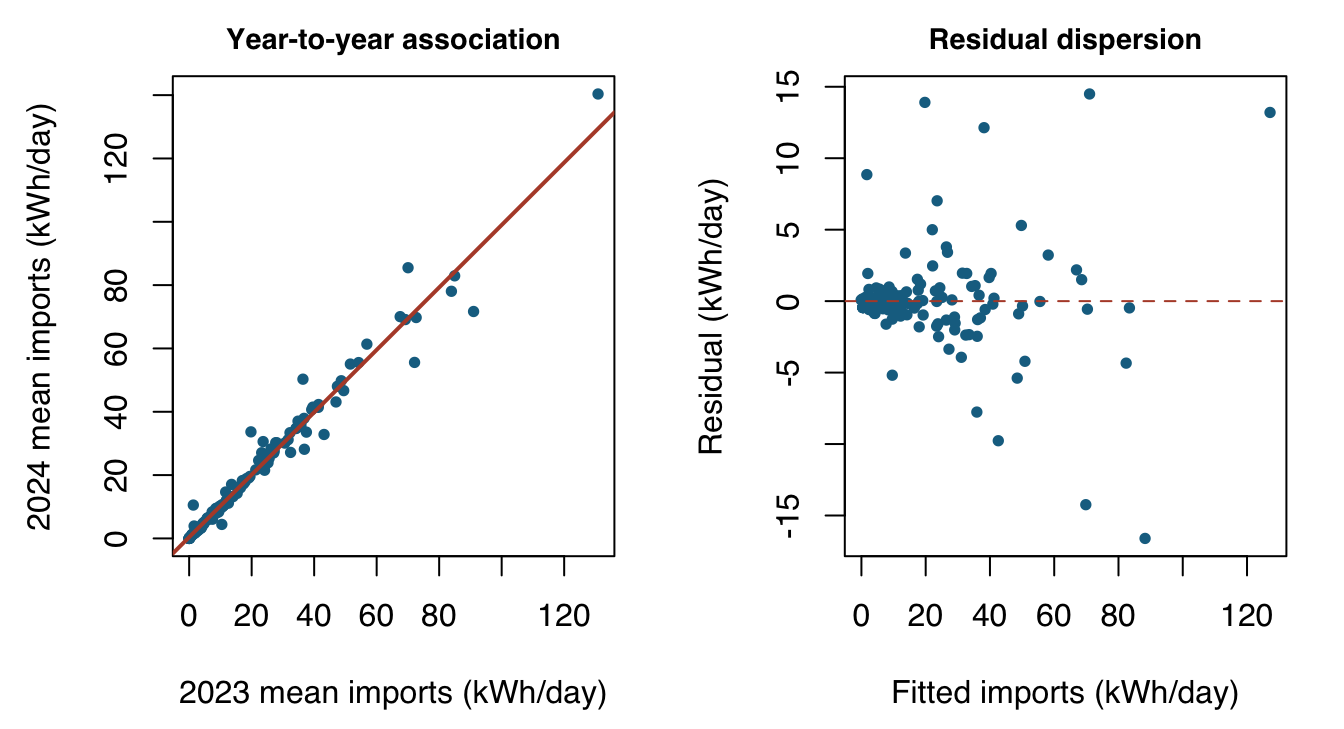 Year-to-year association
2024 mean imports (kWh/day)
0 20 40 60 80 120
0 20 40 60 80 120
2023 mean imports (kWh/day)
Residual dispersion
Residual (kWh/day)
-15 -5 0 5 10 15
0 20 40 60 80 120
Fitted imports (kWh/day)